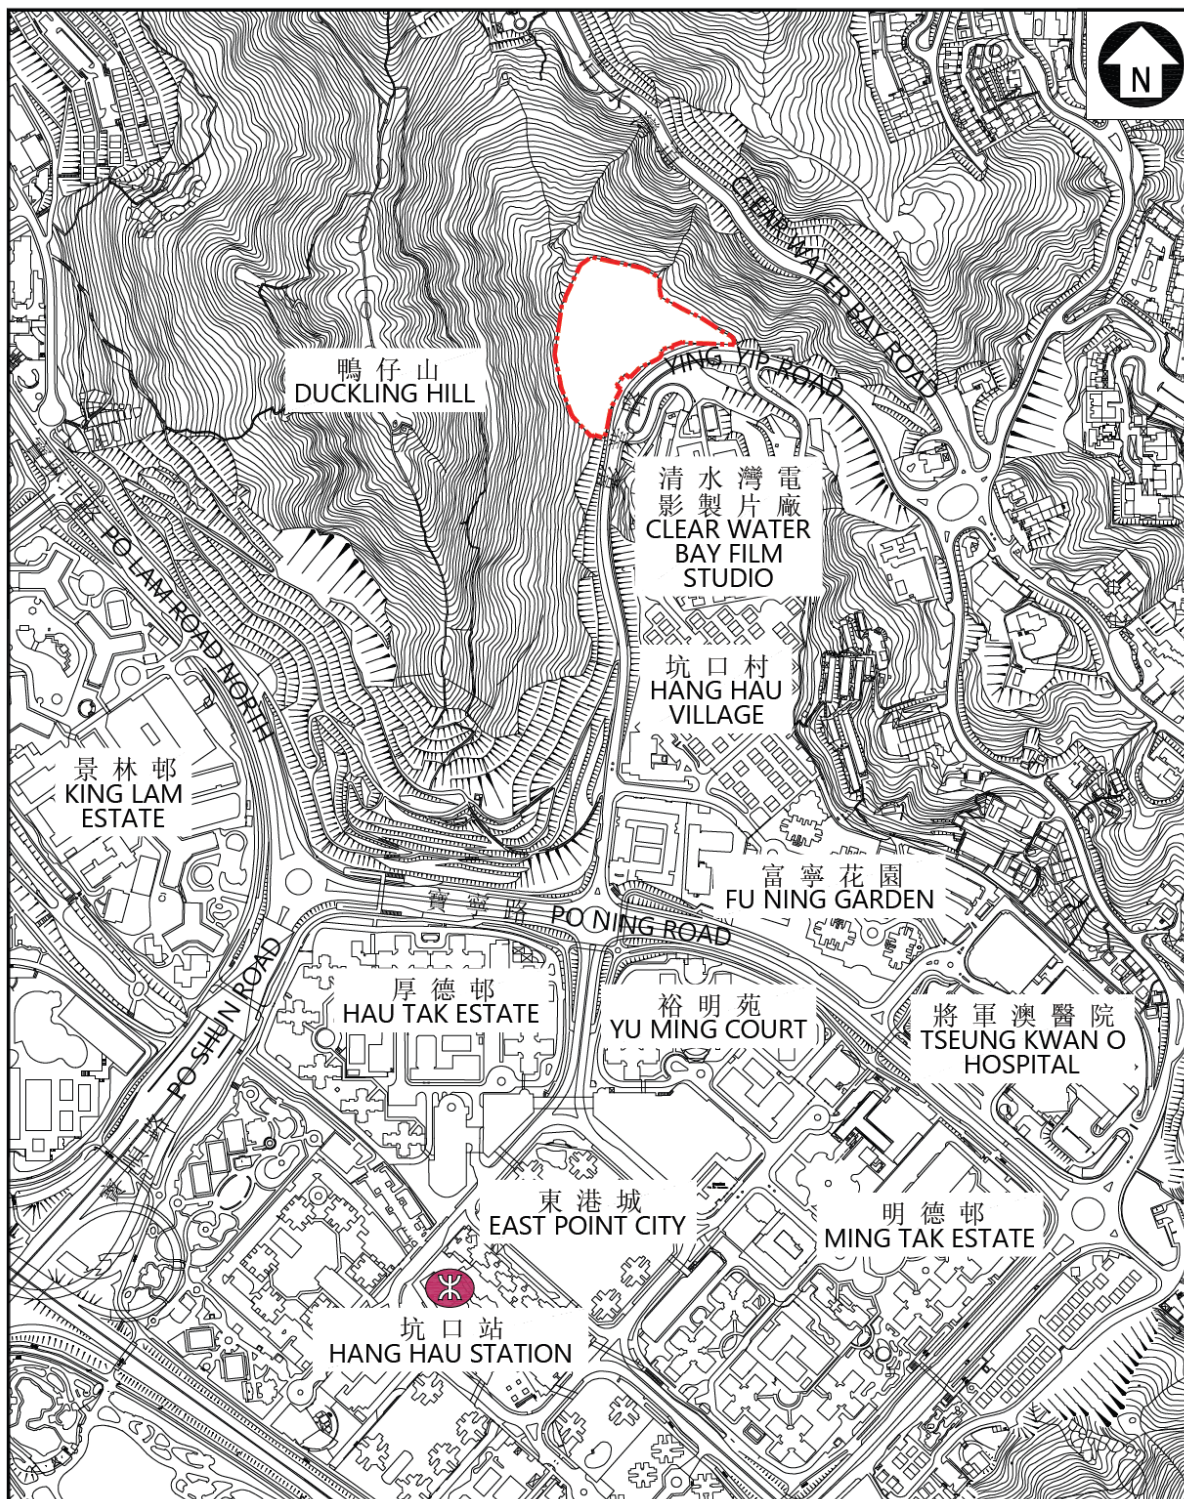 N
CLEAR WATER BAY ROAD
YING YIP ROAD
路
鴨仔山
DUCKLING HILL
清水灣電
影製片廠
CLEAR WATER
BAY FILM
STUDIO
PO LAM ROAD NORTH
坑口村
HANG HAU
VILLAGE
景林邨
KING LAM
ESTATE
富寧花園
FU NING GARDEN
寶寧路 PO NING ROAD
PO SHUN ROAD
厚德邨
HAU TAK ESTATE
裕明苑
YU MING COURT
將軍澳醫院
TSEUNG KWAN O
HOSPITAL
東港城
EAST POINT CITY
明德邨
MING TAK ESTATE
坑口站
HANG HAU STATION